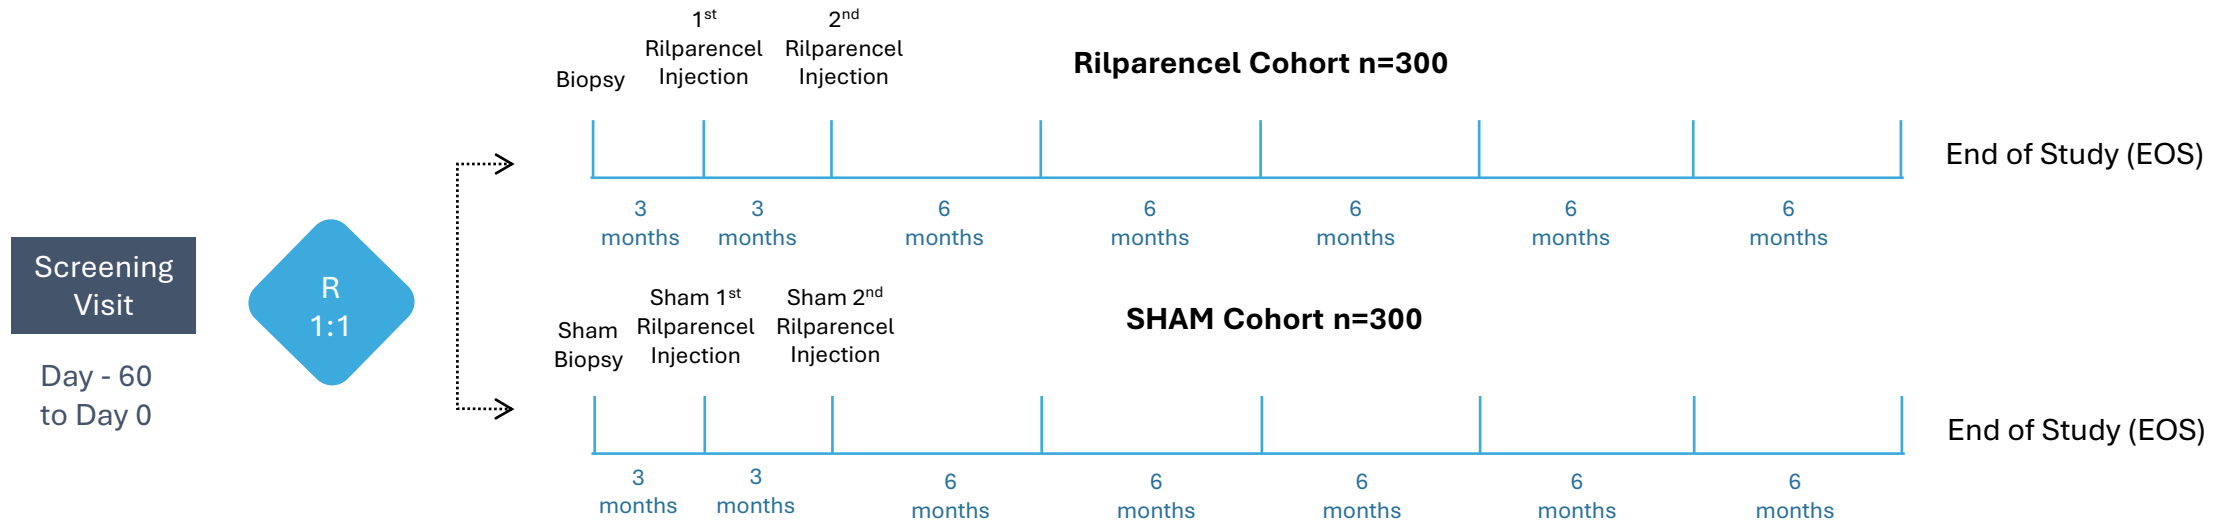 Screening
Visit
Day - 60
to Day 0
R
1:1
Biopsy
1st
Rilparencel
Injection
2nd
Rilparencel
Injection
Rilparencel Cohort n=300
End of Study (EOS)
3
months
3
months
6
months
6
months
6
months
6
months
6
months
Sham
Biopsy
Sham 1st
Rilparencel
Injection
Sham 2nd
Rilparencel
Injection
SHAM Cohort n=300
End of Study (EOS)
3
months
3
months
6
months
6
months
6
months
6
months
6
months